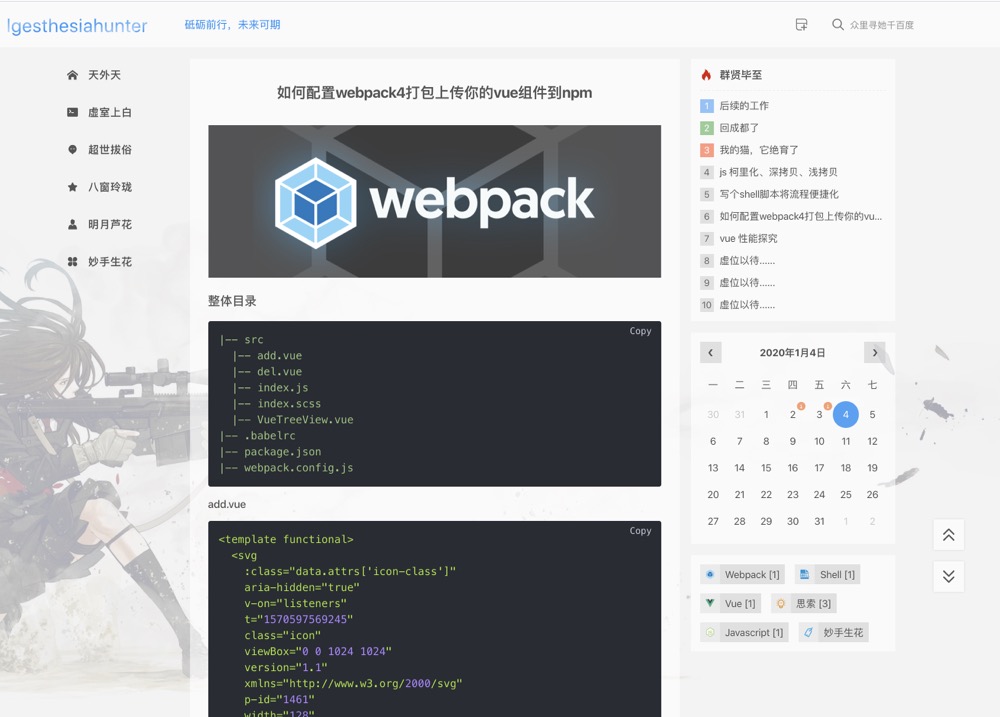 lgesthesiahunter
砥砺前行，未来可期
众里寻她千百度
天外天
虚室上白
超世拔俗
八窗玲珑
明月芦花
妙手生花
如何配置webpack4打包上传你的vue组件到npm
webpack
整体目录
Copy
|-- src
|-- add.vue
|-- del.vue
|-- index.js
|-- index.scss
|-- VueTreeView.vue
|-- .babelrc
|-- package.json
|-- webpack.config.js
add.vue
Copy
<template functional>
<svg
:class="data.attrs['icon-class']"
aria-hidden="true"
v-on="listeners"
t="1570597569245"
class="icon"
viewBox="0 0 1024 1024"
version="1.1"
xmlns="http://www.w3.org/2000/svg"
p-id="1461"
width="128"
群贤毕至
1 后续的工作
2 回成都了
3 我的猫，它绝育了
4 js 柯里化、深拷贝、浅拷贝
5 写个shell脚本将流程便捷化
6 如何配置webpack4打包上传你的vu...
7 vue 性能探究
8 虚位以待......
9 虚位以待......
10 虚位以待......
2020年1月4日
一 二 三 四 五 六 七
30 31 1 2 3 4 5
6 7 8 9 10 11 12
13 14 15 16 17 18 19
20 21 22 23 24 25 26
27 28 29 30 31 1 2
Webpack [1] Shell [1]
Vue [1] 思索 [3]
Javascript [1] 妙手生花